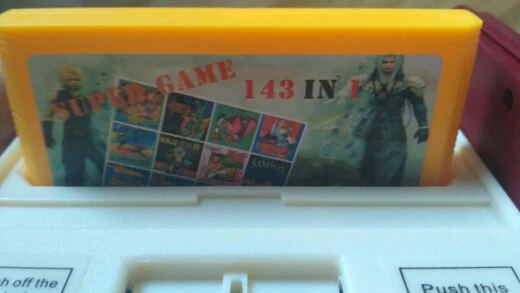 SUPER GAME
143 IN 1
h off the
Push this